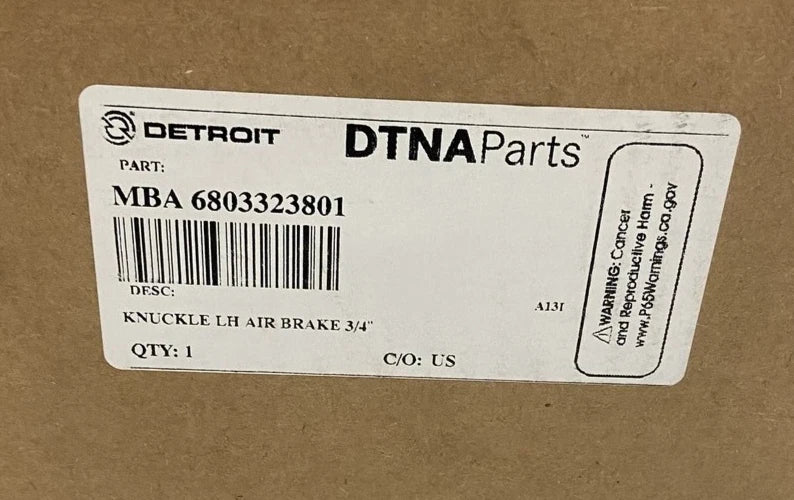 DETROIT
DTNAParts™
PART:
MBA 6803323801
DESC:
A13I
KNUCKLE LH AIR BRAKE 3/4"
QTY: 1
C/O: US
⚠WARNING: Cancer
and Reproductive Harm -
www.P65Warnings.ca.gov